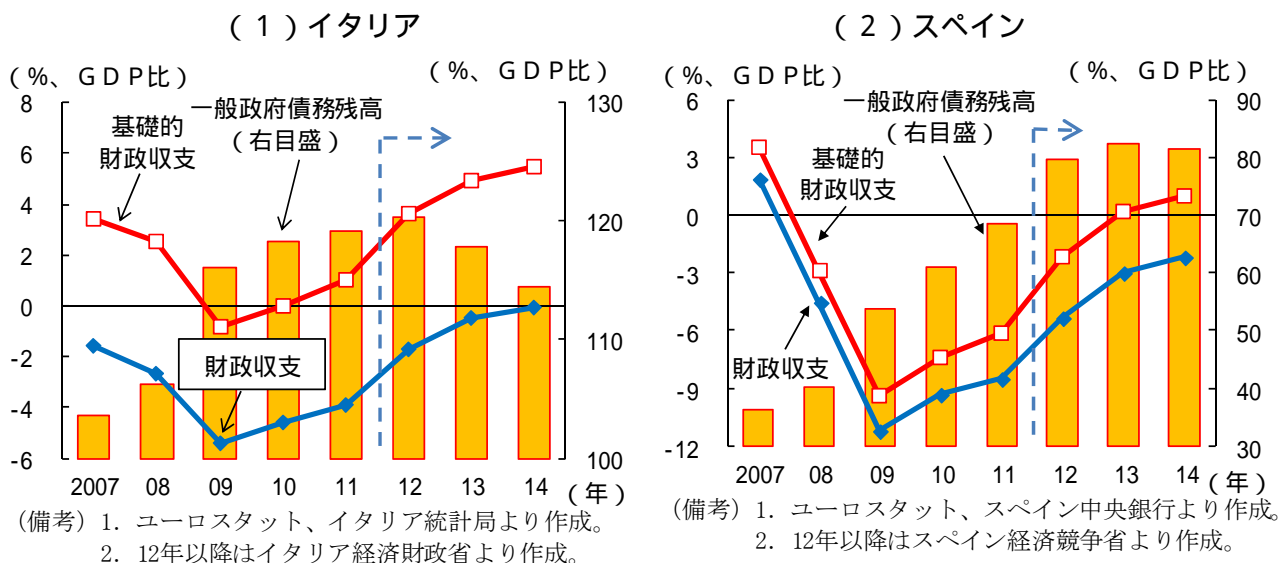 (1)イタリア
(%、GDP比)
(%、GDP比)
8
6
4
2
0
-2
-4
-6
130
120
110
100
基礎的
財政収支
一般政府債務残高
(右目盛)
財政収支
2007 08 09 10 11 12 13 14 (年)
(備考) 1. ユーロスタット、イタリア統計局より作成。
2. 12年以降はイタリア経済財政省より作成。
(2)スペイン
(%、GDP比)
(%、GDP比)
6
3
0
-3
-6
-9
-12
90
80
70
60
50
40
30
一般政府債務残高
(右目盛)
基礎的
財政収支
財政収支
2007 08 09 10 11 12 13 14 (年)
(備考) 1. ユーロスタット、スペイン中央銀行より作成。
2. 12年以降はスペイン経済競争省より作成。